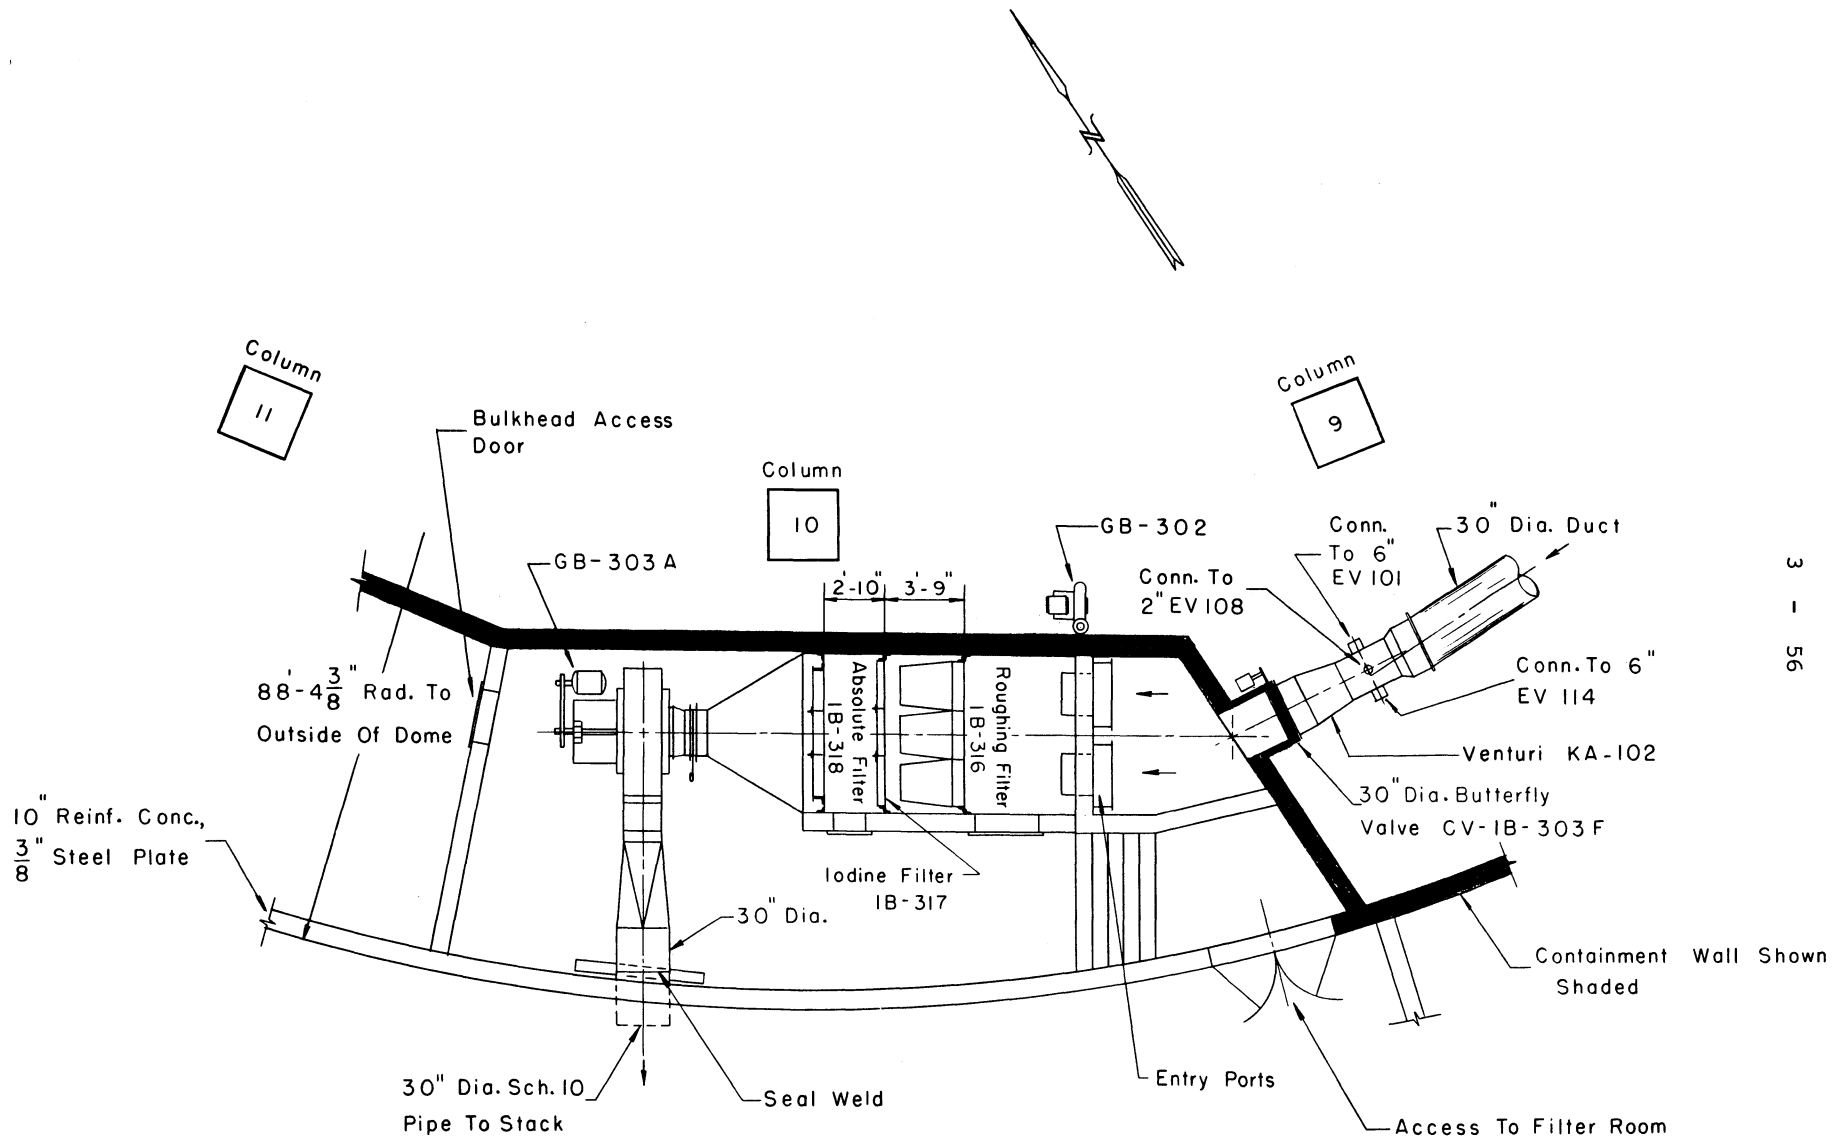 N
Column
11
Column
9
Bulkhead Access
Door
Column
10
GB-303A
2'-10"
3'-9"
GB-302
Conn.
To 6"
EV 101
30" Dia. Duct
Conn. To
2" EV 108
Conn. To 6"
EV 114
Venturi KA-102
30" Dia. Butterfly
Valve CV-1B-303F
88'-4 3/8" Rad. To
Outside Of Dome
Absolute Filter
1B-318
Roughing Filter
1B-316
10" Reinf. Conc.,
3/8" Steel Plate
Iodine Filter
1B-317
30" Dia.
Containment Wall Shown
Shaded
30" Dia. Sch. 10
Pipe To Stack
Seal Weld
Entry Ports
Access To Filter Room
3 - 56